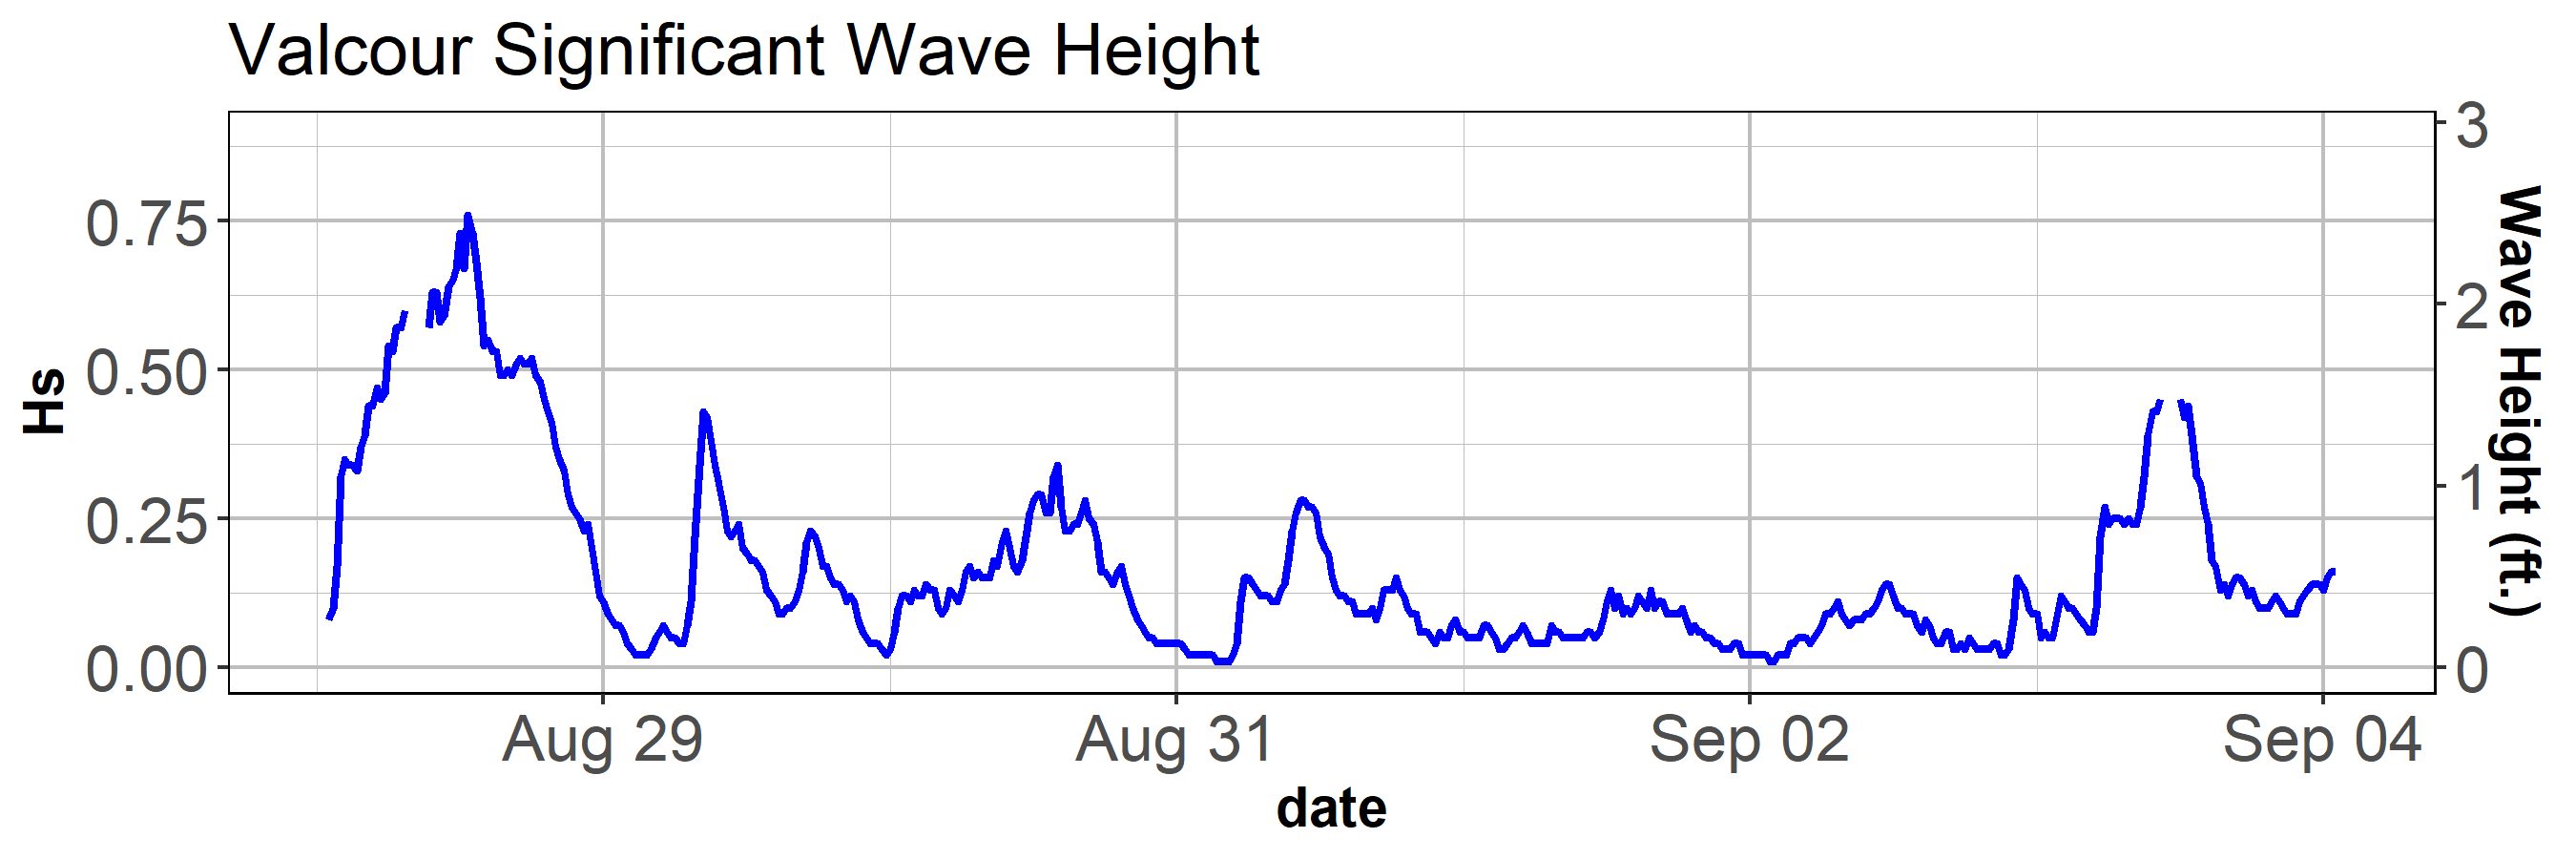 Valcour Significant Wave Height
Hs
0.75
0.50
0.25
0.00
3
2
1
0
Wave Height (ft.)
Aug 29
Aug 31
Sep 02
Sep 04
date